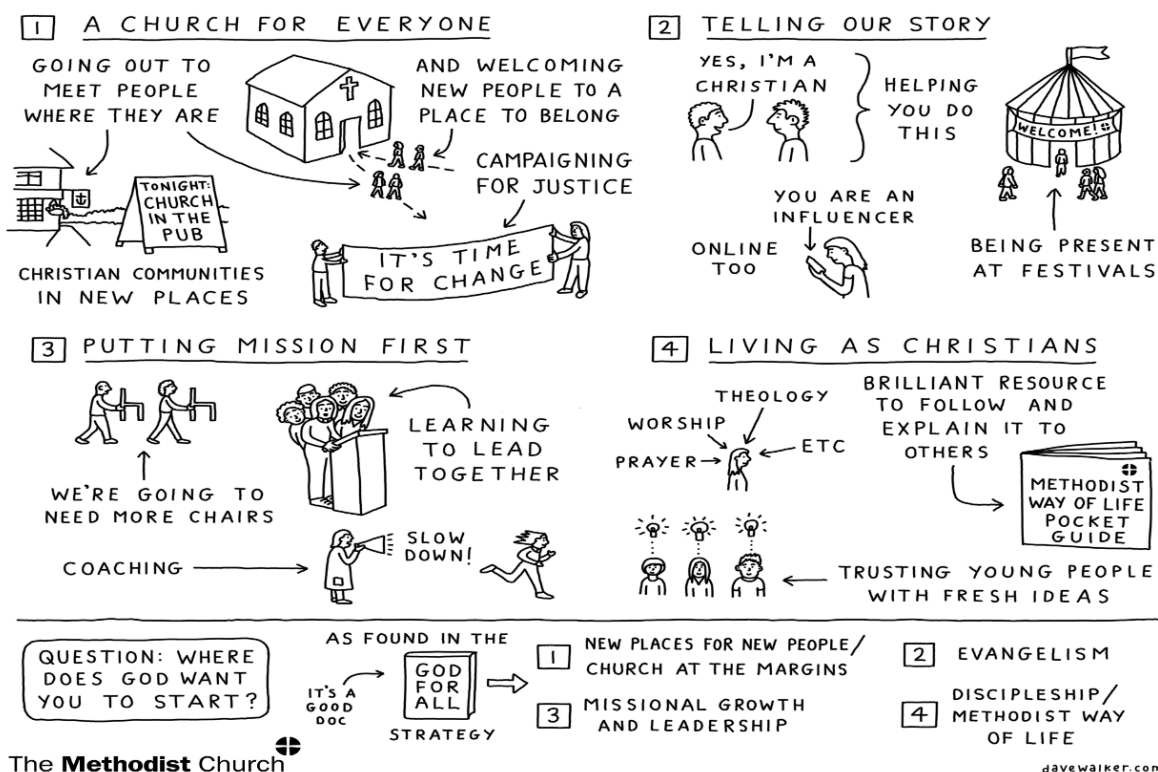 1 A CHURCH FOR EVERYONE
GOING OUT TO
MEET PEOPLE
WHERE THEY ARE
AND WELCOMING
NEW PEOPLE TO A
PLACE TO BELONG
TONIGHT:
CHURCH
IN THE
PUB
CHRISTIAN COMMUNITIES
IN NEW PLACES
CAMPAIGNING
FOR JUSTICE
IT'S TIME
FOR CHANGE
2 TELLING OUR STORY
YES, I'M A
CHRISTIAN
HELPING
YOU DO
THIS
WELCOME!
YOU ARE AN
INFLUENCER
ONLINE
TOO
BEING PRESENT
AT FESTIVALS
3 PUTTING MISSION FIRST
WE'RE GOING TO
NEED MORE CHAIRS
LEARNING
TO LEAD
TOGETHER
COACHING
SLOW
DOWN!
4 LIVING AS CHRISTIANS
THEOLOGY
WORSHIP
PRAYER
ETC
BRILLIANT RESOURCE
TO FOLLOW AND
EXPLAIN IT TO
OTHERS
METHODIST
WAY OF LIFE
POCKET
GUIDE
TRUSTING YOUNG PEOPLE
WITH FRESH IDEAS
QUESTION: WHERE
DOES GOD WANT
YOU TO START?
AS FOUND IN THE
IT'S A
GOOD
DOC
GOD
FOR
ALL
STRATEGY
1 NEW PLACES FOR NEW PEOPLE/
CHURCH AT THE MARGINS
2 EVANGELISM
3 MISSIONAL GROWTH
AND LEADERSHIP
4 DISCIPLESHIP/
METHODIST WAY
OF LIFE
The Methodist Church
davewalker.com